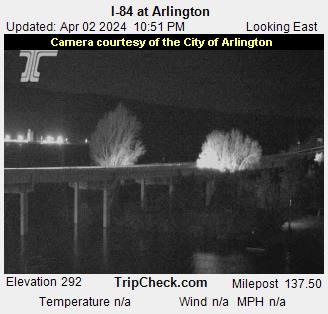 I-84 at Arlington
Updated: Apr 02 2024 10:51 PM Looking East
Camera courtesy of the City of Arlington
Elevation 292 TripCheck.com Milepost 137.50
Temperature n/a Wind n/a MPH n/a